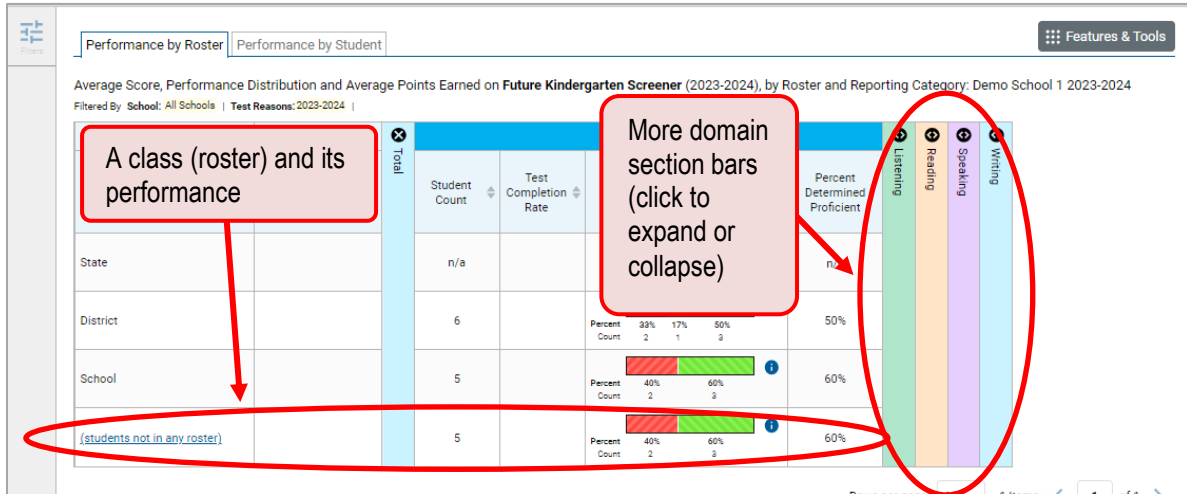 Filters
Performance by Roster
Performance by Student
Features & Tools
Average Score, Performance Distribution and Average Points Earned on Future Kindergarten Screener (2023-2024), by Roster and Reporting Category: Demo School 1 2023-2024
Filtered By School: All Schools | Test Reasons: 2023-2024 |
A class (roster) and its
performance
More domain
section bars
(click to
expand or
collapse)
Total
Student
Count
Test
Completion
Rate
Percent
Determined
Proficient
Listening
Reading
Speaking
Writing
State
n/a
District
6
Percent 33% 17% 50%
Count 2 1 3
50%
School
5
Percent 40% 60%
Count 2 3
60%
(students not in any roster)
5
Percent 40% 60%
Count 2 3
60%